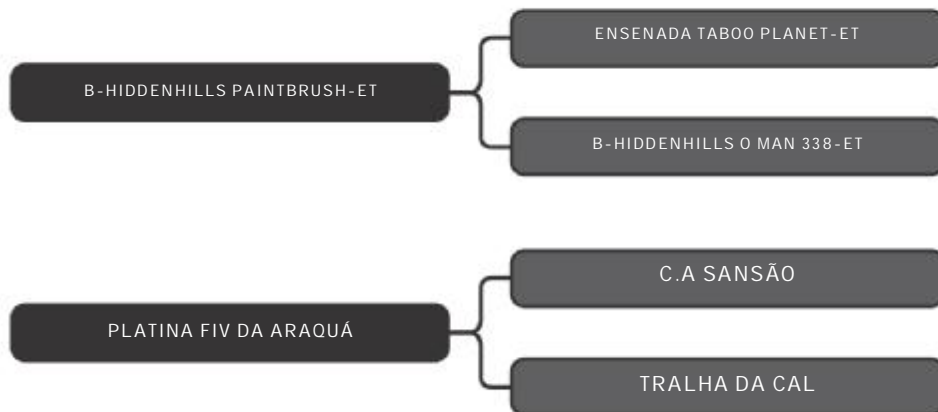 ENSENADA TABOO PLANET-ET
B-HIDDENHILLS PAINTBRUSH-ET
B-HIDDENHILLS O MAN 338-ET
C.A SANSÃO
PLATINA FIV DA ARAQUÁ
TRALHA DA CAL